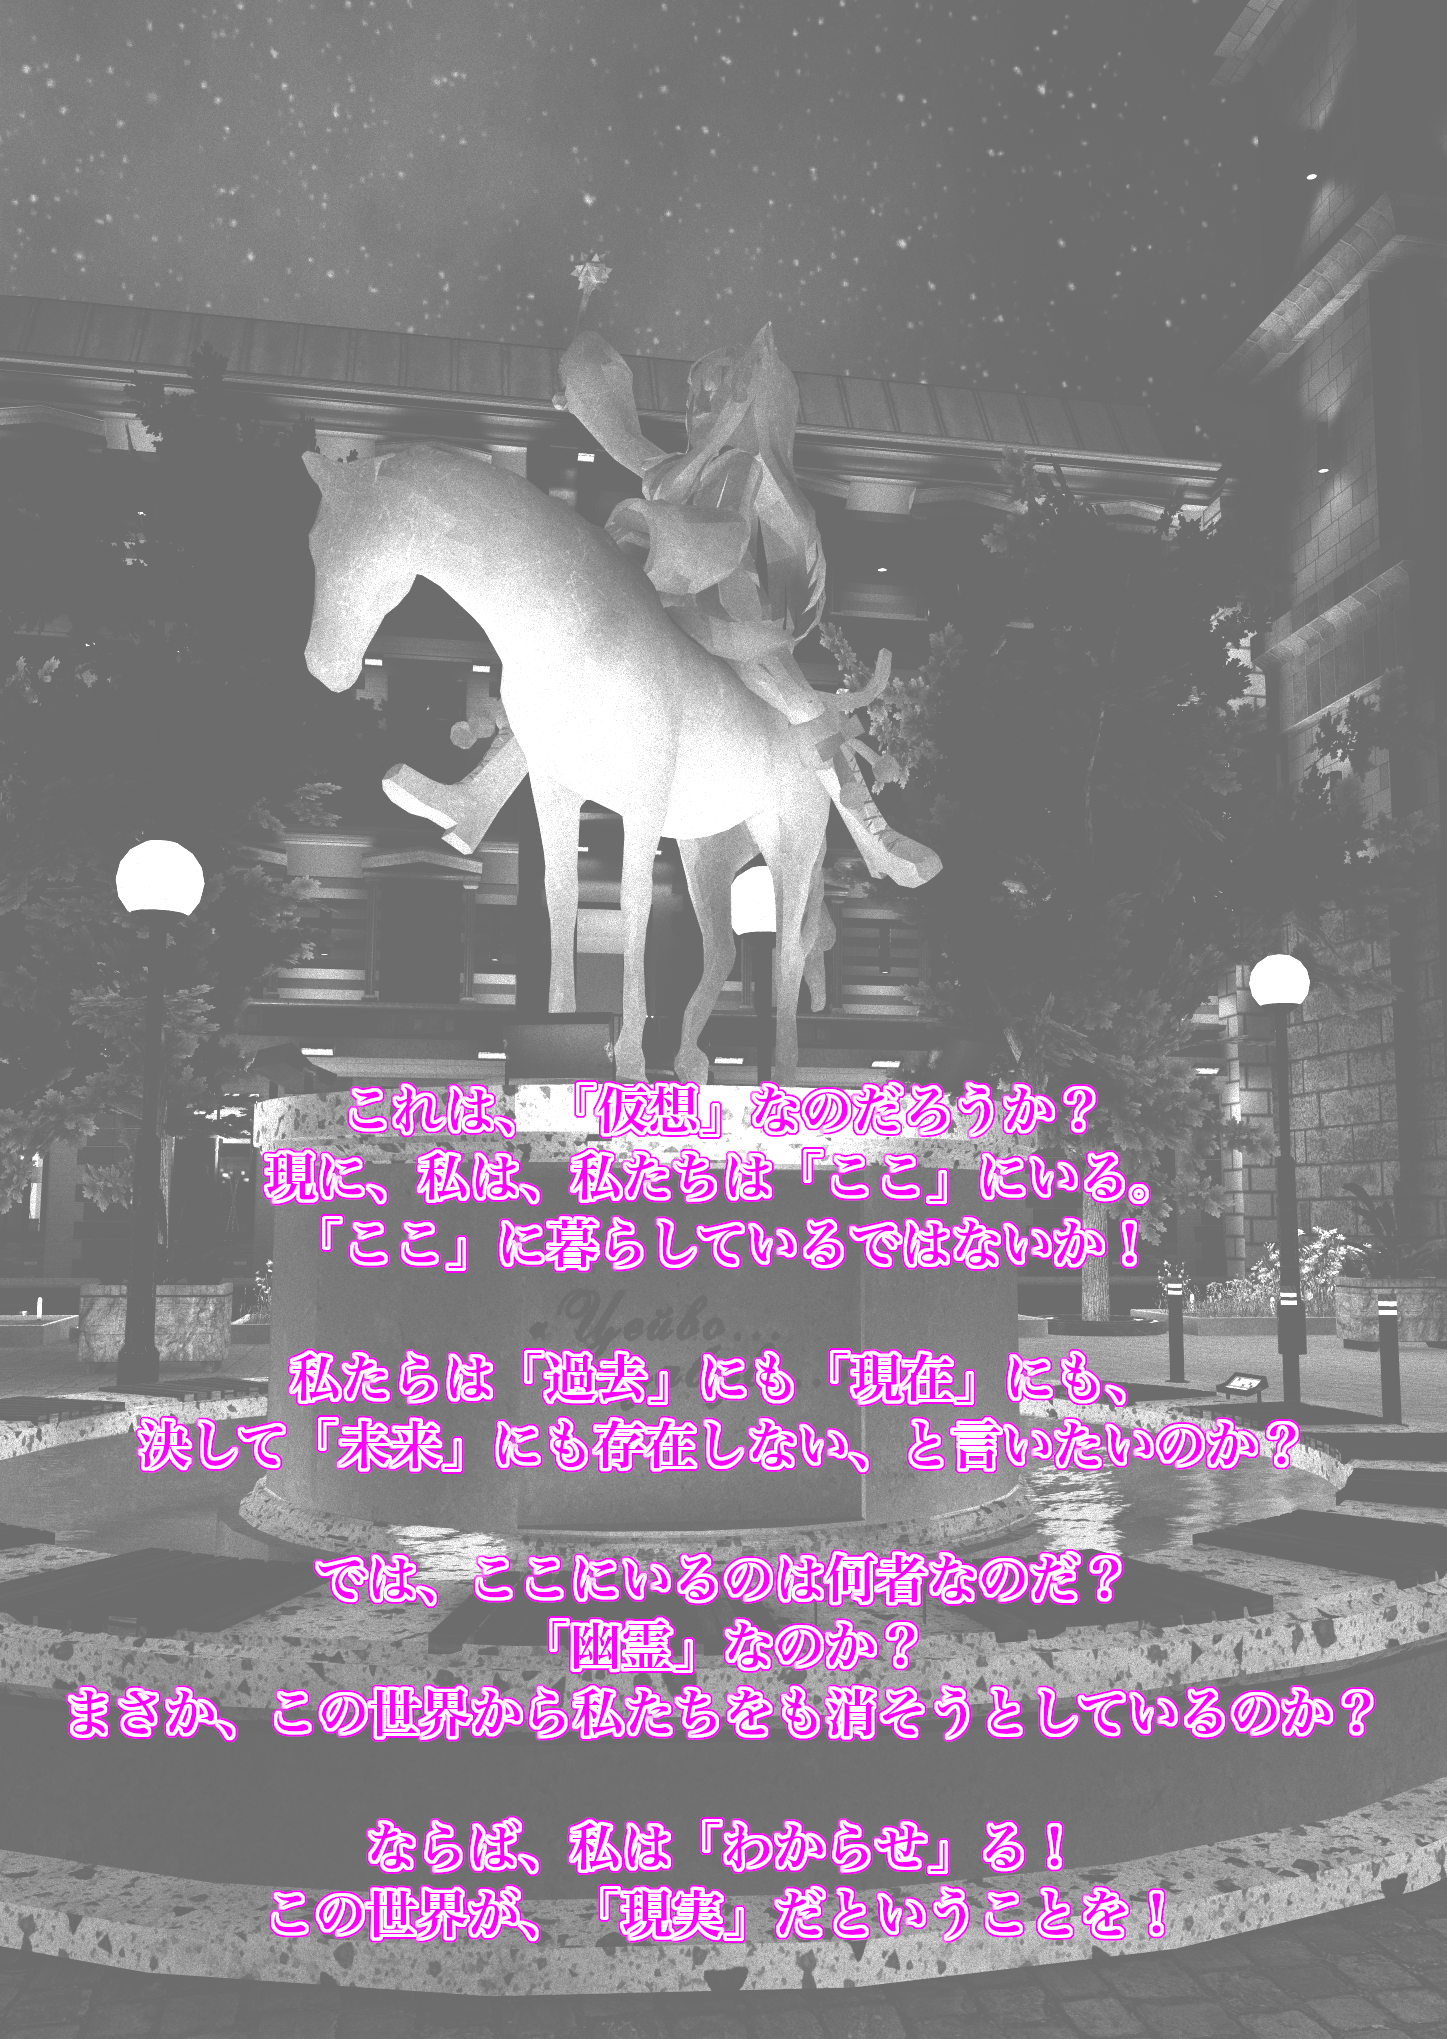 これは、『仮想』なのだろうか？
現に、私は、私たちは「ここ」にいる。
「ここ」に暮らしているではないか！
«Цейво...
私たらは「過去」にも「現在」にも、
決して「未来」にも存在しない、と言いたいのか？
では、ここにいるのは何者なのだ？
「幽霊」なのか？
まさか、この世界から私たちをも消そうとしているのか？
ならば、私は「わからせ」る！
この世界が、『現実』だということを！